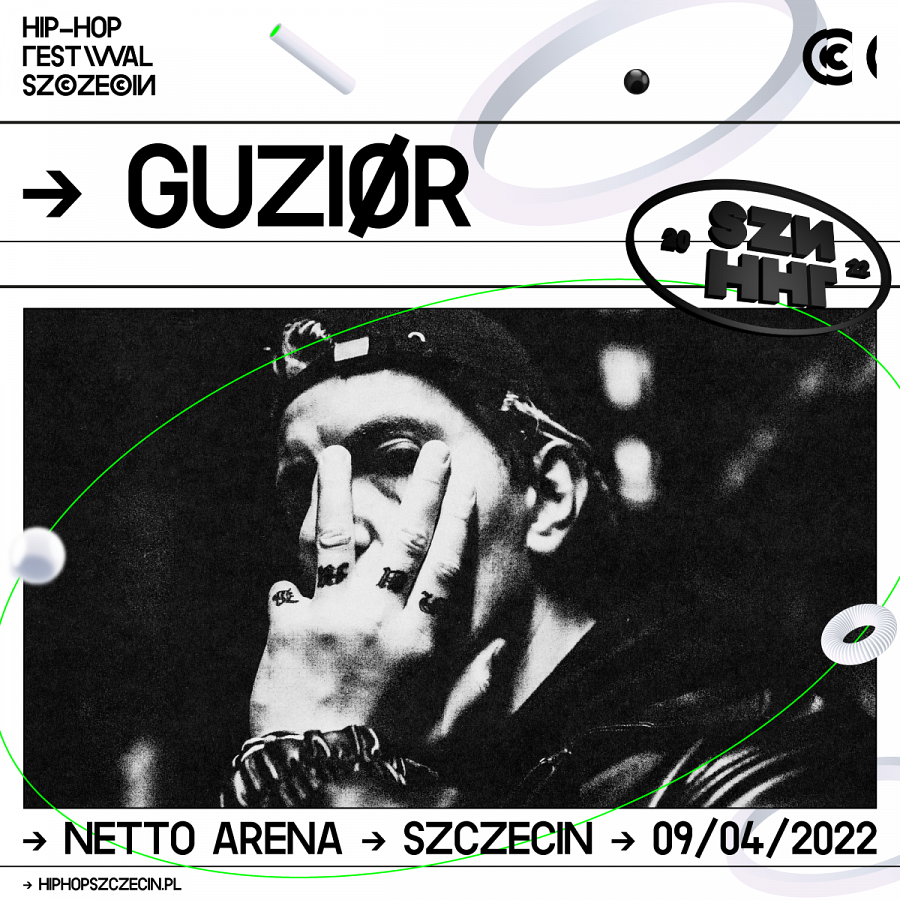 HIP-HOP
FESTIWAL
SZCZECIN
→ GUZIØR
20 SZN 22
HHF
→ NETTO ARENA → SZCZECIN → 09/04/2022
→ HIPHOPSZCZECIN.PL